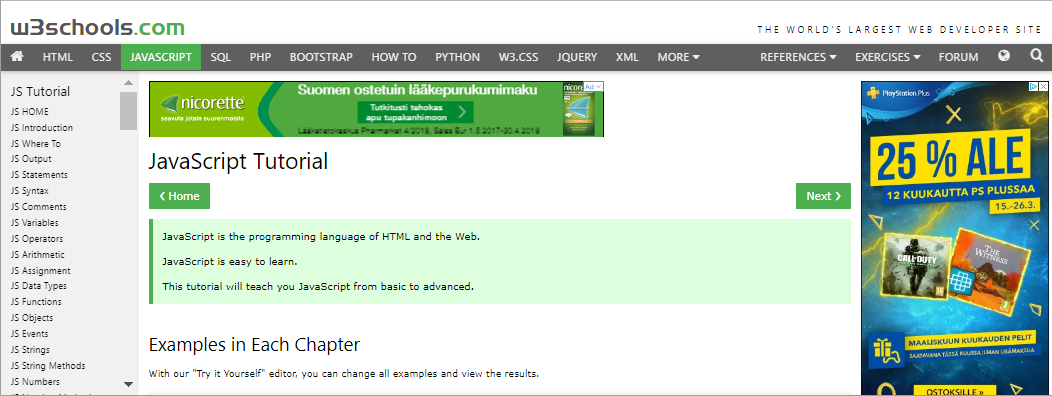 w3schools.com
THE WORLD'S LARGEST WEB DEVELOPER SITE
HTML CSS JAVASCRIPT SQL PHP BOOTSTRAP HOW TO PYTHON W3.CSS JQUERY XML MORE REFERENCES EXERCISES FORUM
JS Tutorial
JS HOME
JS Introduction
JS Where To
JS Output
JS Statements
JS Syntax
JS Comments
JS Variables
JS Operators
JS Arithmetic
JS Assignment
JS Data Types
JS Functions
JS Objects
JS Events
JS Strings
JS String Methods
JS Numbers
nicorette
saavuta jotain suurenmoista
Suomen ostetuin lääkepurukumimaku
Tutkitusti tehokas
apu tupakanhimoon
Lääketietokeskus Pharmarket 4/2018, Sales Eur 1.5.2017-30.4.2018
nicorette
Ad
JavaScript Tutorial
❮ Home
Next ❯
JavaScript is the programming language of HTML and the Web.
JavaScript is easy to learn.
This tutorial will teach you JavaScript from basic to advanced.
Examples in Each Chapter
With our "Try it Yourself" editor, you can change all examples and view the results.
PlayStation.Plus
25 % ALE
12 KUUKAUTTA PS PLUSSAA
15.–26.3.
CALL OF DUTY
THE WITNESS
MAALISKUUN KUUKAUDEN PELIT
SAATAVANA TÄSSÄ KUUSSA ILMAN LISÄMAKSUA
OSTOKSILLE »